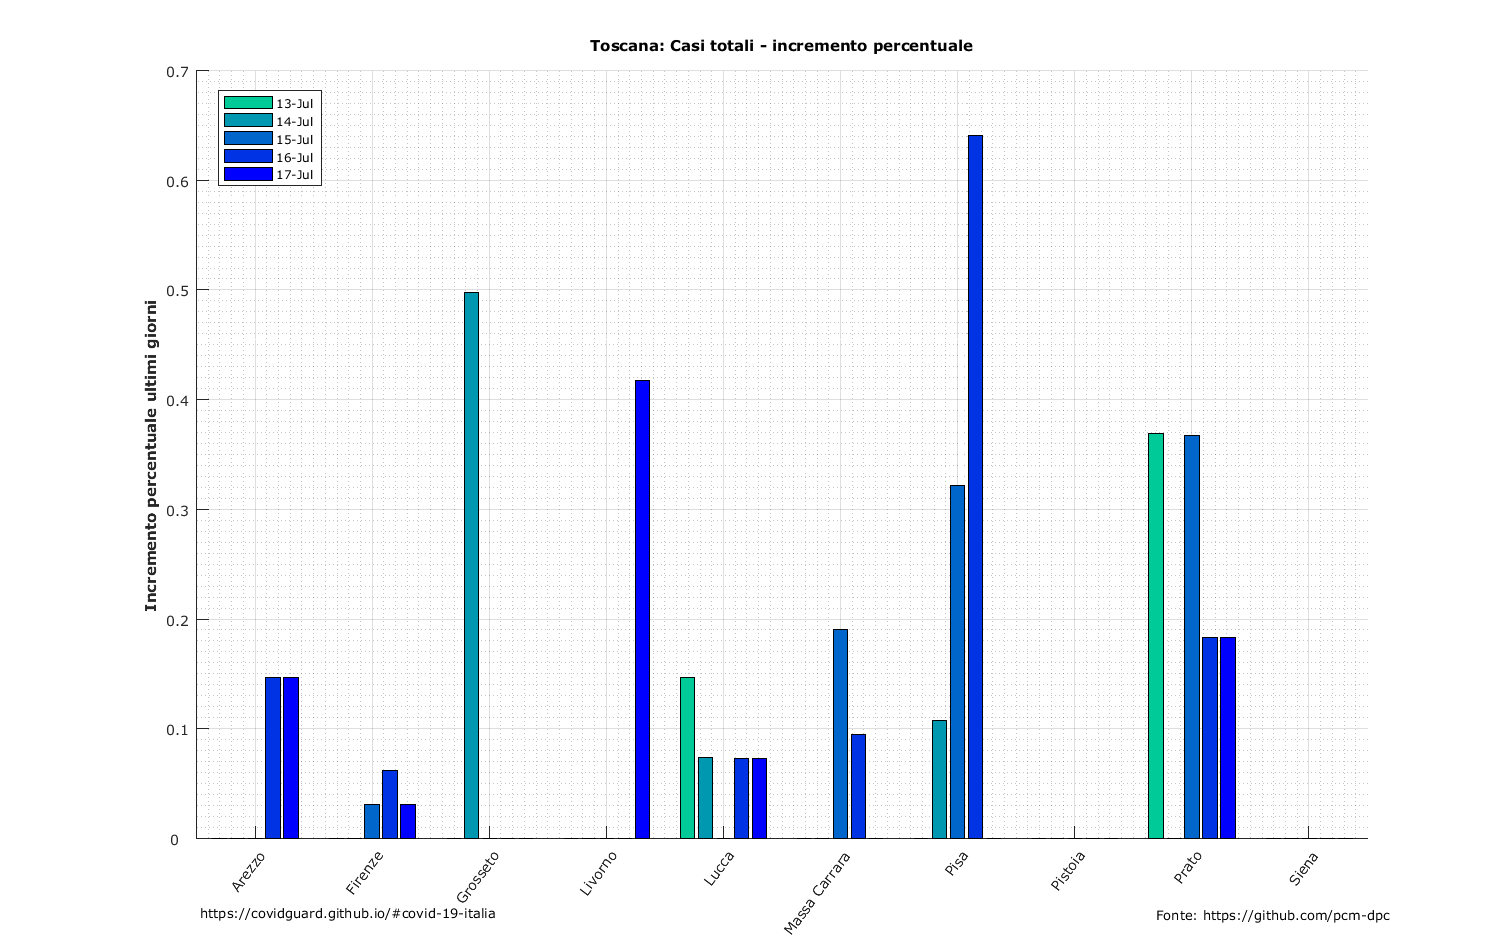 Toscana: Casi totali - incremento percentuale
Incremento percentuale ultimi giorni
0.7
0.6
0.5
0.4
0.3
0.2
0.1
0
13-Jul
14-Jul
15-Jul
16-Jul
17-Jul
Arezzo
Firenze
Grosseto
Livorno
Lucca
Massa Carrara
Pisa
Pistoia
Prato
Siena
https://covidguard.github.io/#covid-19-italia
Fonte: https://github.com/pcm-dpc